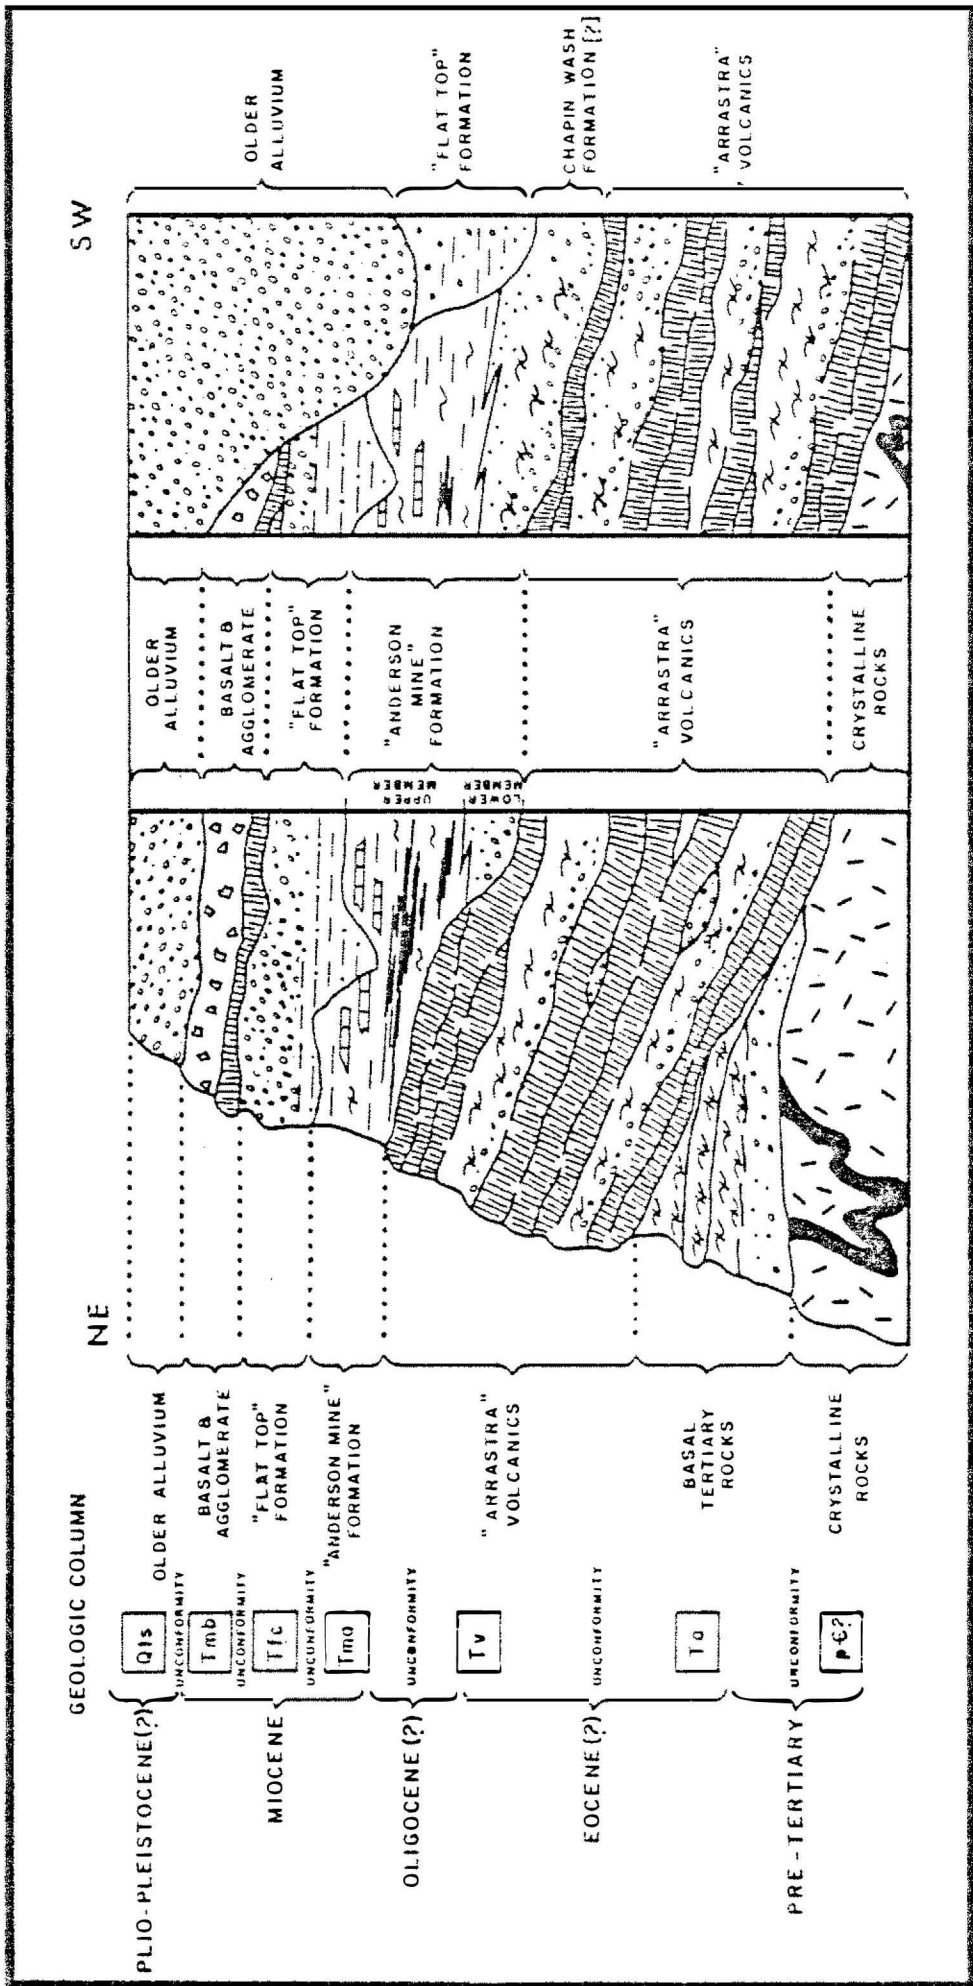 GEOLOGIC COLUMN
PLIO-PLEISTOCENE(?)
MIOCENE
OLIGOCENE(?)
EOCENE(?)
PRE-TERTIARY
Qls
UNCONFORMITY
Tmb
UNCONFORMITY
Tfc
UNCONFORMITY
Tma
UNCONFORMITY
Tv
UNCONFORMITY
Ta
UNCONFORMITY
p€?
OLDER ALLUVIUM
BASALT &
AGGLOMERATE
"FLAT TOP"
FORMATION
"ANDERSON MINE"
FORMATION
"ARRASTRA"
VOLCANICS
BASAL
TERTIARY
ROCKS
CRYSTALLINE
ROCKS
NE
UPPER
MEMBER
LOWER
MEMBER
OLDER
ALLUVIUM
BASALT &
AGGLOMERATE
"FLAT TOP"
FORMATION
"ANDERSON
MINE"
FORMATION
"ARRASTRA"
VOLCANICS
CRYSTALLINE
ROCKS
SW
OLDER
ALLUVIUM
"FLAT TOP"
FORMATION
CHAPIN WASH
FORMATION [?]
"ARRASTRA"
VOLCANICS